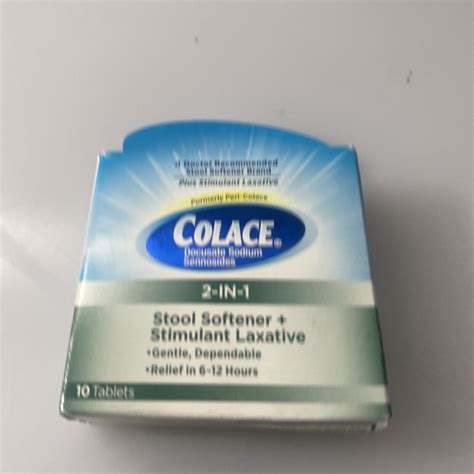 #1 Doctor Recommended
Stool Softener Brand
Plus Stimulant Laxative
Formerly Peri-Colace
COLACE®
Docusate Sodium
Sennosides
2-IN-1
Stool Softener +
Stimulant Laxative
•Gentle, Dependable
•Relief in 6-12 Hours
10 Tablets